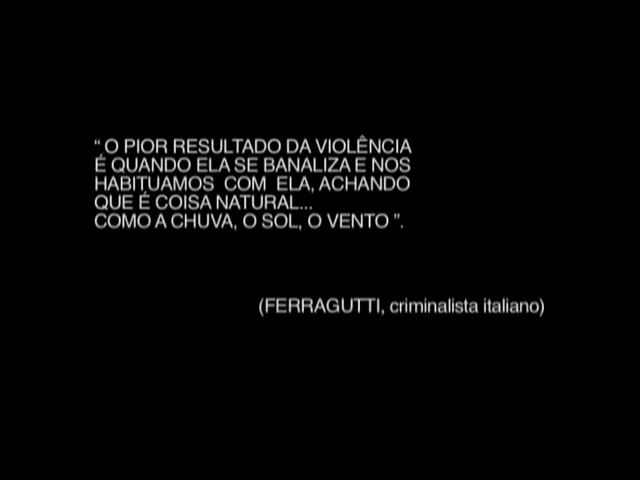 “ O PIOR RESULTADO DA VIOLÊNCIA
É QUANDO ELA SE BANALIZA E NOS
HABITUAMOS COM ELA, ACHANDO
QUE É COISA NATURAL...
COMO A CHUVA, O SOL, O VENTO ”.
(FERRAGUTTI, criminalista italiano)